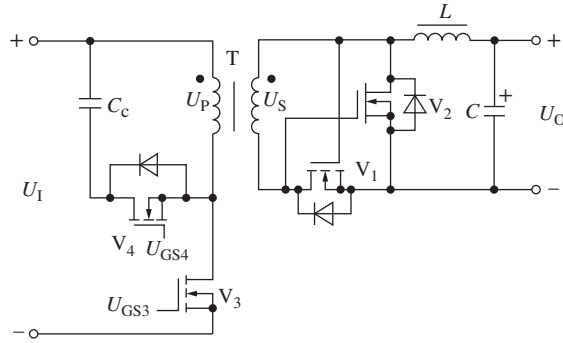 L
+
T
+
U_P
U_S
C_c
V_2
C
+
U_O
V_1
U_I
−
V_4
U_GS4
U_GS3
V_3
−